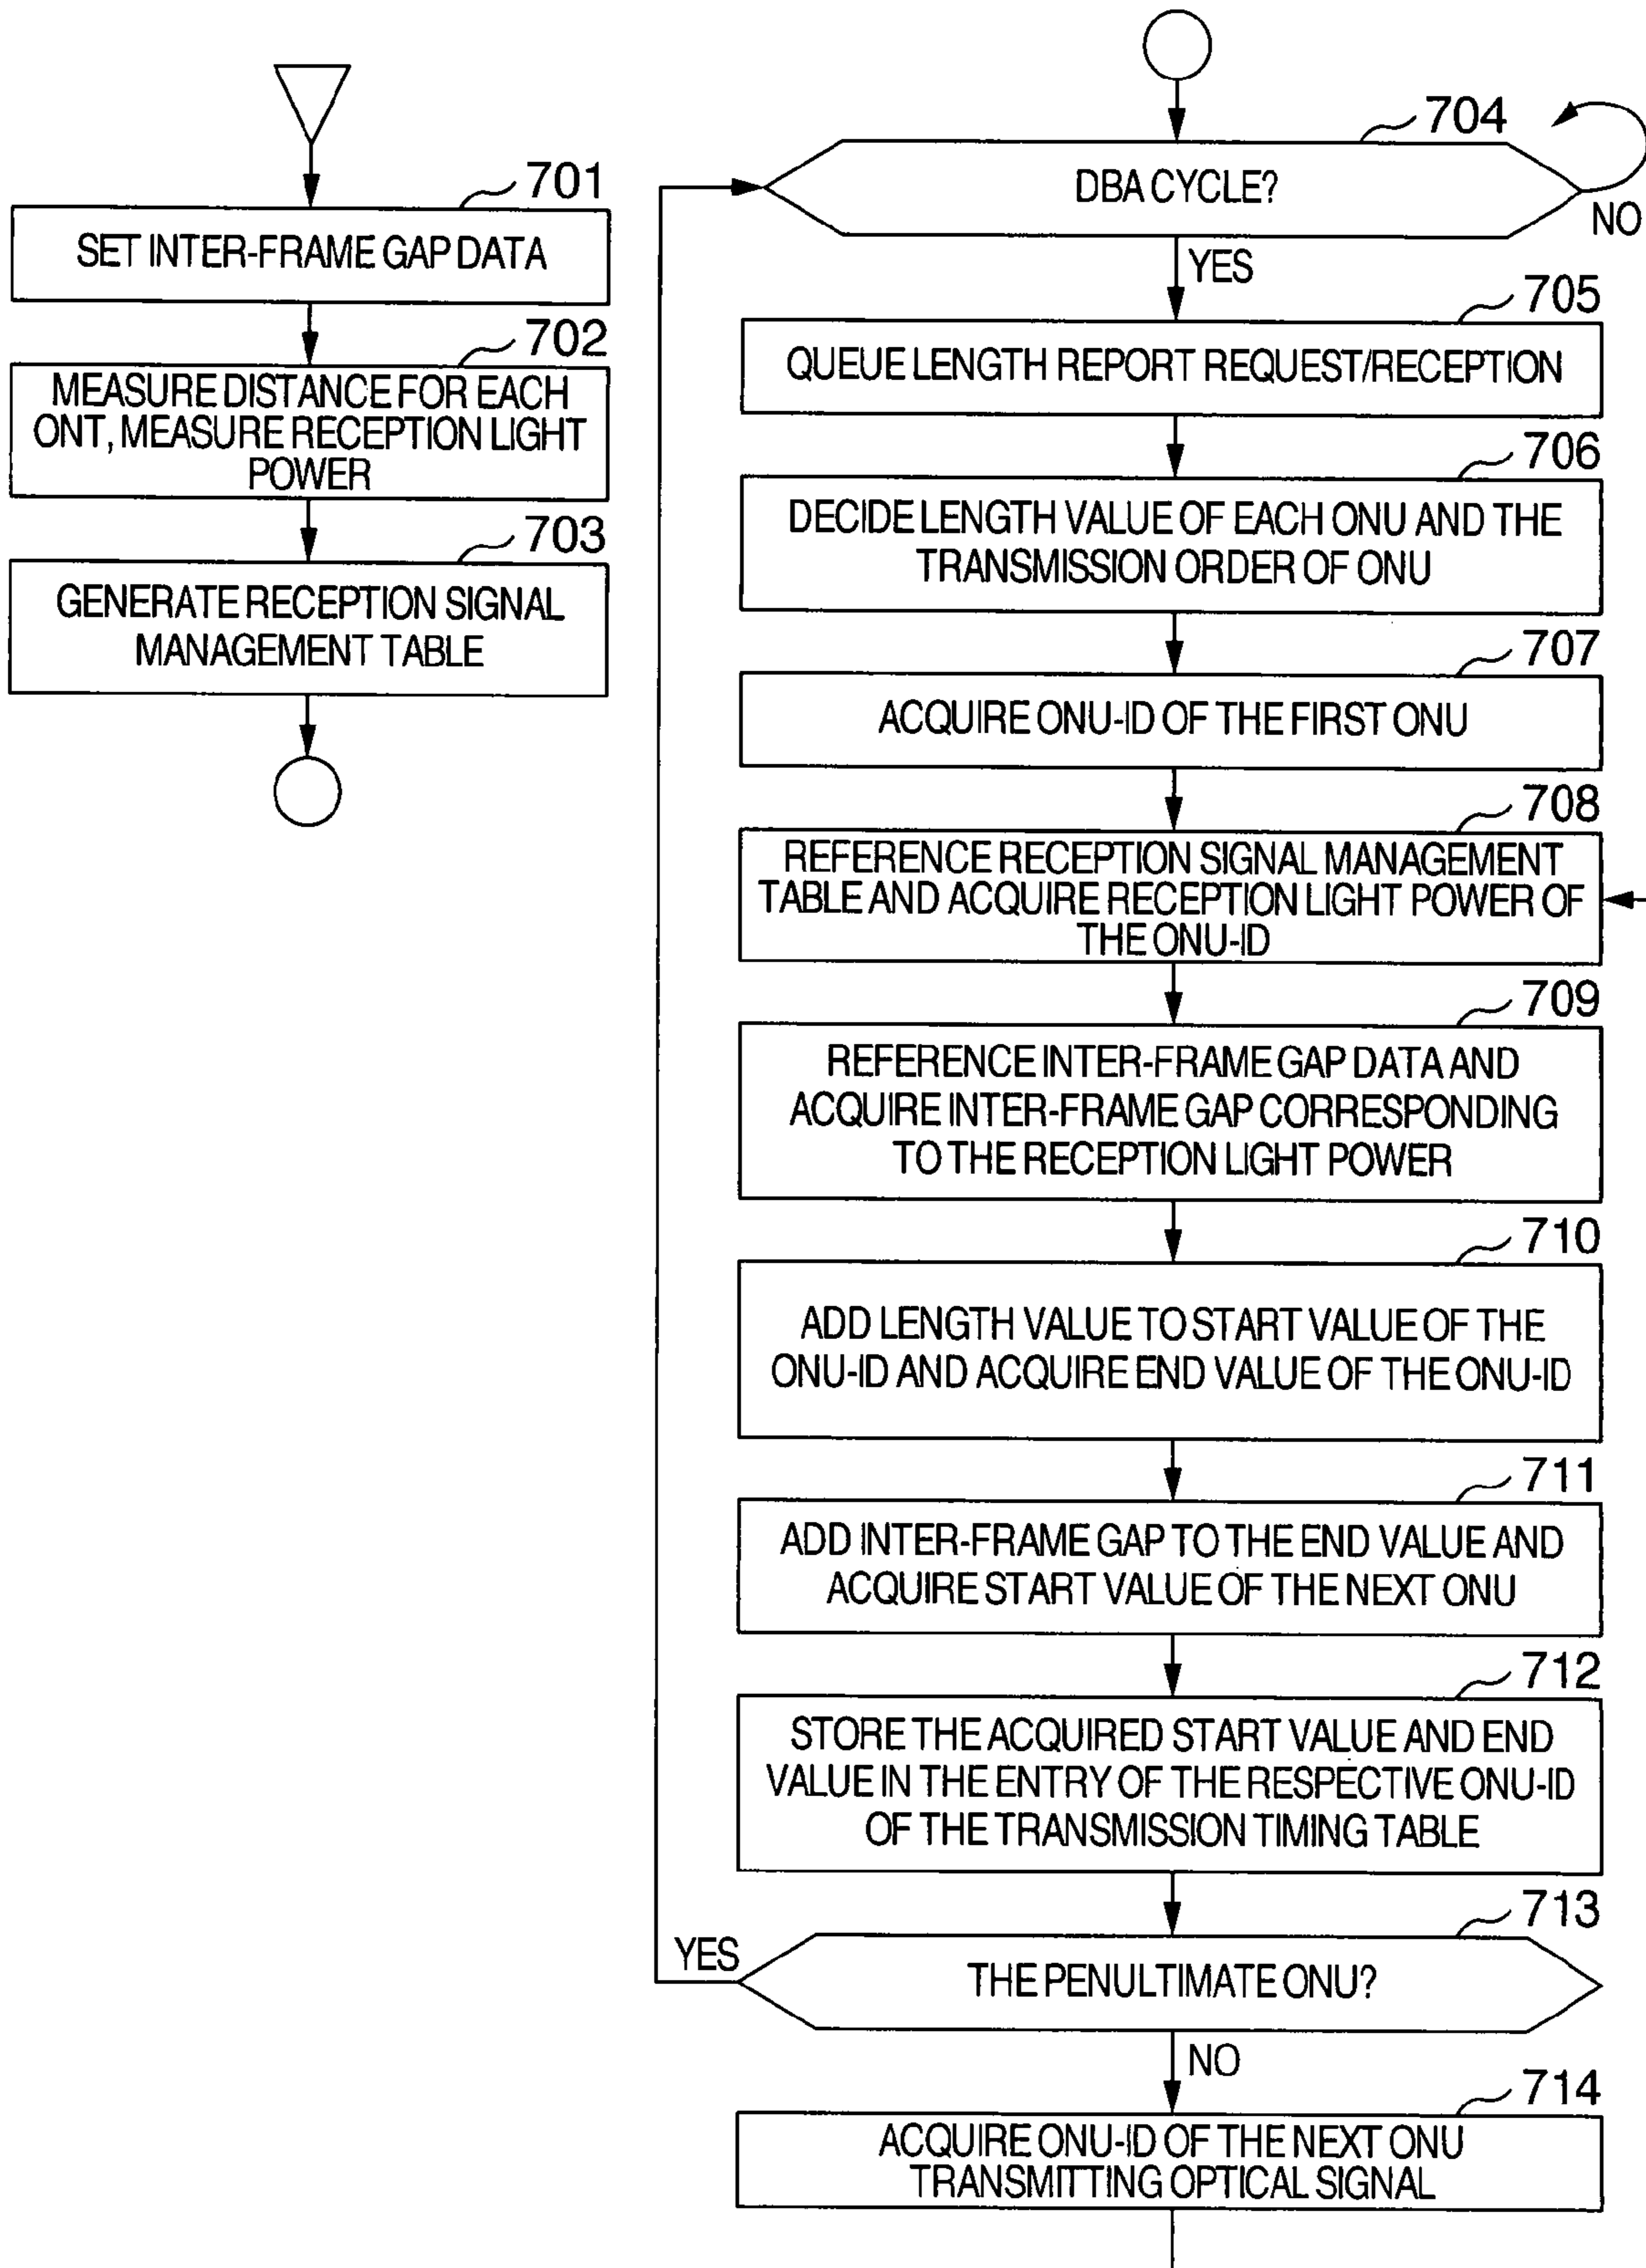 701
SET INTER-FRAME GAP DATA
702
MEASURE DISTANCE FOR EACH
ONT, MEASURE RECEPTION LIGHT
POWER
703
GENERATE RECEPTION SIGNAL
MANAGEMENT TABLE
704
DBA CYCLE?
NO
YES
705
QUEUE LENGTH REPORT REQUEST/RECEPTION
706
DECIDE LENGTH VALUE OF EACH ONU AND THE
TRANSMISSION ORDER OF ONU
707
ACQUIRE ONU-ID OF THE FIRST ONU
708
REFERENCE RECEPTION SIGNAL MANAGEMENT
TABLE AND ACQUIRE RECEPTION LIGHT POWER OF
THE ONU-ID
709
REFERENCE INTER-FRAME GAP DATA AND
ACQUIRE INTER-FRAME GAP CORRESPONDING
TO THE RECEPTION LIGHT POWER
710
ADD LENGTH VALUE TO START VALUE OF THE
ONU-ID AND ACQUIRE END VALUE OF THE ONU-ID
711
ADD INTER-FRAME GAP TO THE END VALUE AND
ACQUIRE START VALUE OF THE NEXT ONU
712
STORE THE ACQUIRED START VALUE AND END
VALUE IN THE ENTRY OF THE RESPECTIVE ONU-ID
OF THE TRANSMISSION TIMING TABLE
713
YES
THE PENULTIMATE ONU?
NO
714
ACQUIRE ONU-ID OF THE NEXT ONU
TRANSMITTING OPTICAL SIGNAL